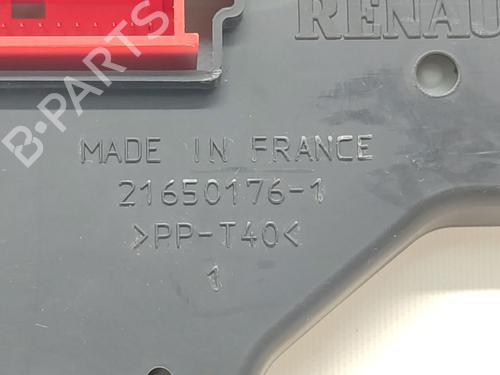 RENAU
B-PARTS
MADE IN FRANCE
21650176-1
>PP-T40<
1